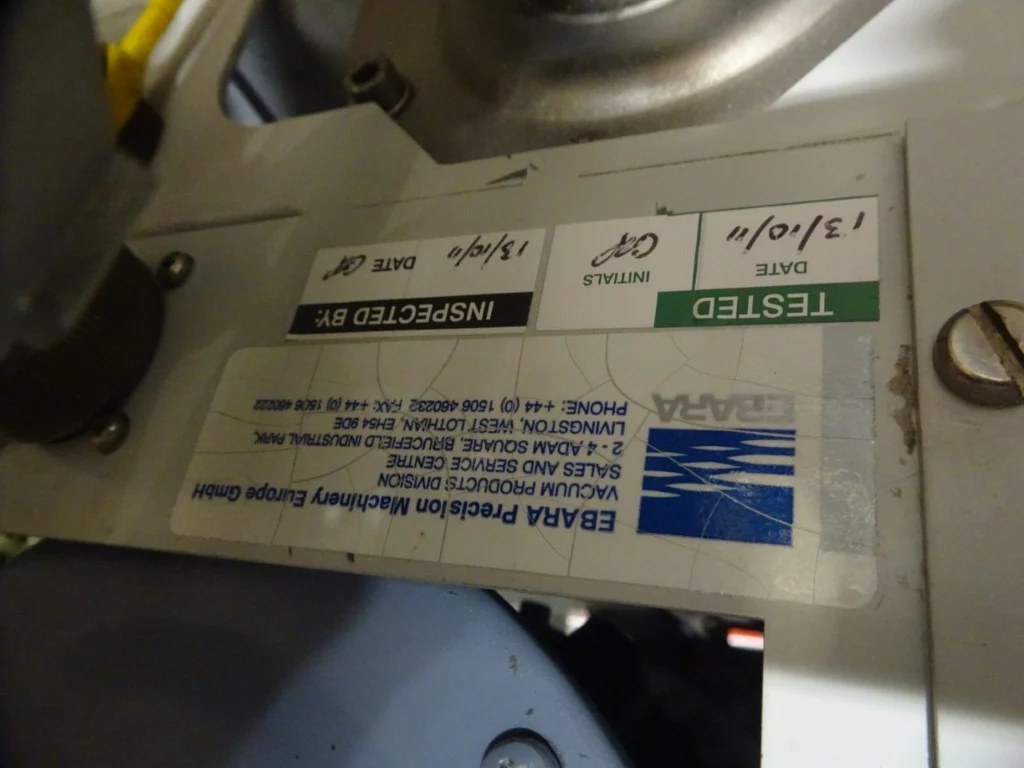 EBARA Precision Machinery Europe GmbH
VACUUM PRODUCTS DIVISION
SALES AND SERVICE CENTRE
2 - 4 ADAM SQUARE, BRUCEFIELD INDUSTRIAL PARK,
LIVINGSTON, WEST LOTHIAN, EH54 9DE
PHONE: +44 (0) 1506 460232 FAX: +44 (0) 1506 460222
EBARA
TESTED
DATE
13/10/11
INITIALS
INSPECTED BY:
13/10/11 DATE